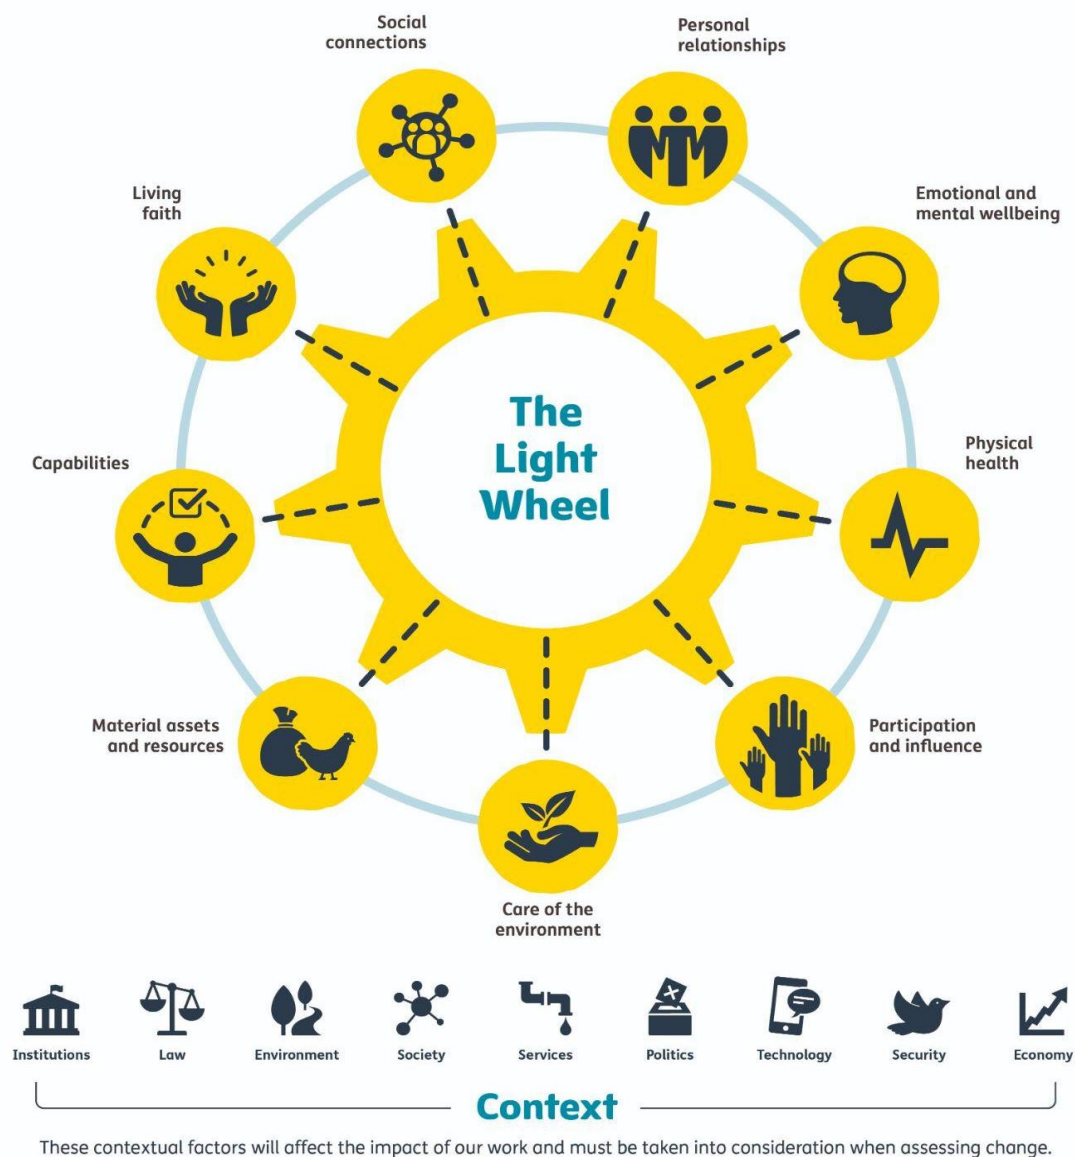 Social
connections
Personal
relationships
Living
faith
Emotional and
mental wellbeing
The
Light
Wheel
Capabilities
Physical
health
Material assets
and resources
Participation
and influence
Care of the
environment
Institutions
Law
Environment
Society
Services
Politics
Technology
Security
Economy
Context
These contextual factors will affect the impact of our work and must be taken into consideration when assessing change.